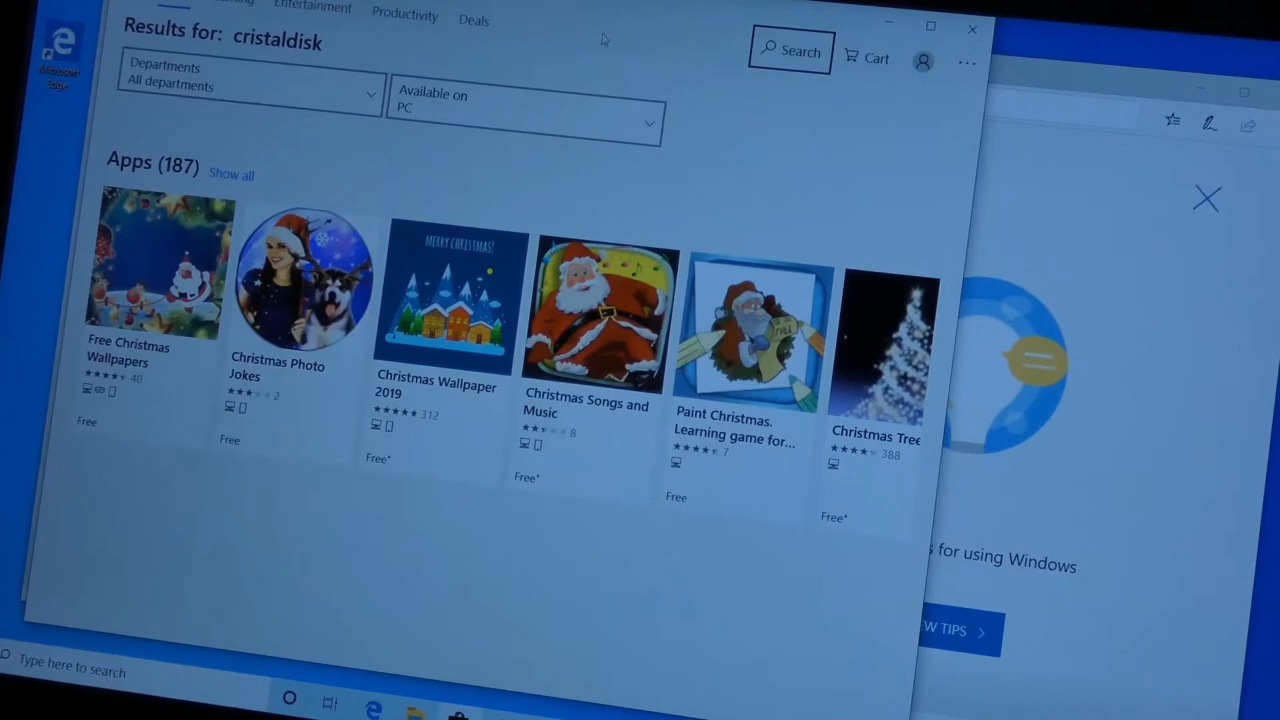 Entertainment
Productivity
Deals
Results for: cristaldisk
Search
Cart
Departments
All departments
Available on
PC
Apps (187)
Show all
MERRY CHRISTMAS!
Free Christmas
Wallpapers
40
Free
Christmas Photo
Jokes
2
Free
Christmas Wallpaper
2019
312
Free*
Christmas Songs and
Music
8
Free*
Paint Christmas.
Learning game for...
7
Free
Christmas Tree
388
Free*
Microsoft
Edge
for using Windows
EW TIPS
Type here to search